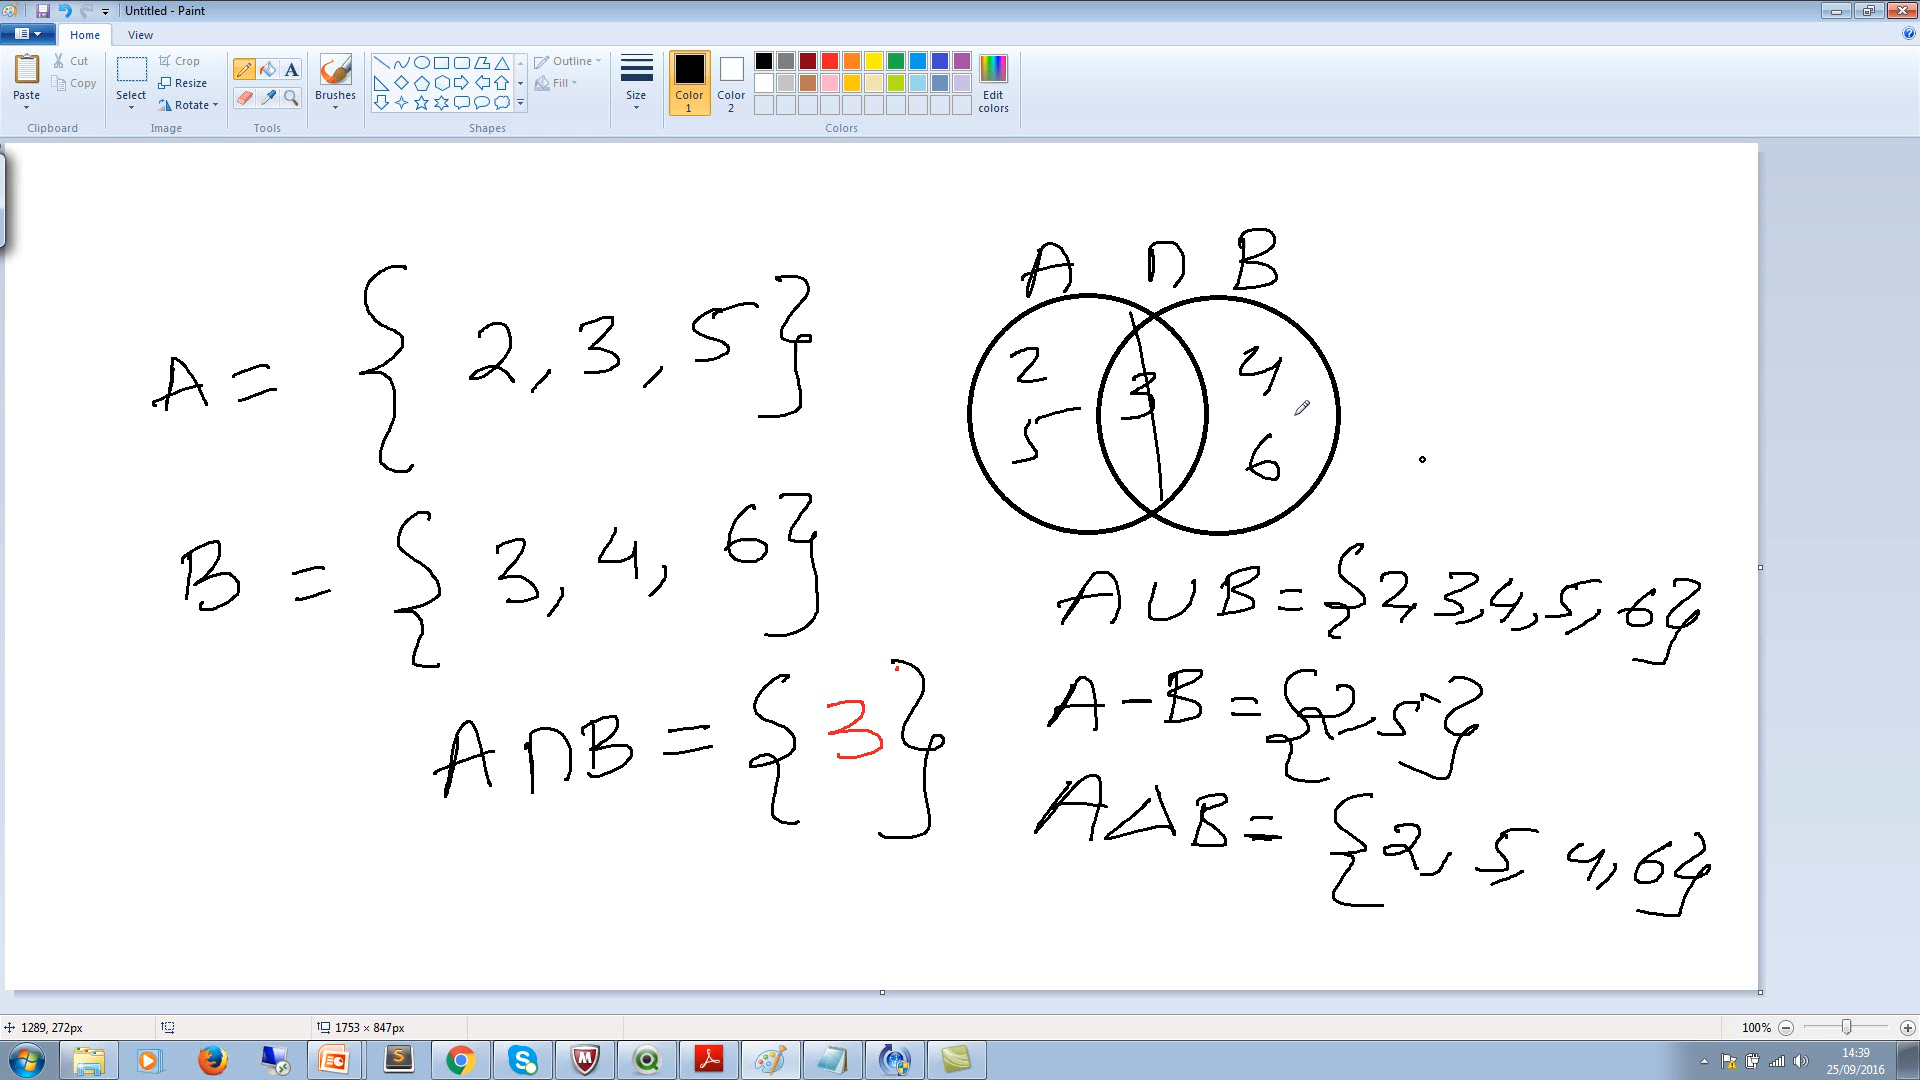 Untitled - Paint
Home View
Paste
Cut
Copy
Clipboard
Select
Crop
Resize
Rotate
Image
A
Tools
Brushes
Outline
Fill
Shapes
Size
Color 1
Color 2
Edit colors
Colors
A = { 2, 3, 5 }
B = { 3, 4, 6 }
A ∩ B = { 3 }
A ∩ B
2 3 4
5 6
A ∪ B = { 2, 3, 4, 5, 6 }
A - B = { 2, 5 }
A Δ B = { 2, 5, 4, 6 }
1289, 272px
1753 × 847px
100%
14:39
25/09/2016